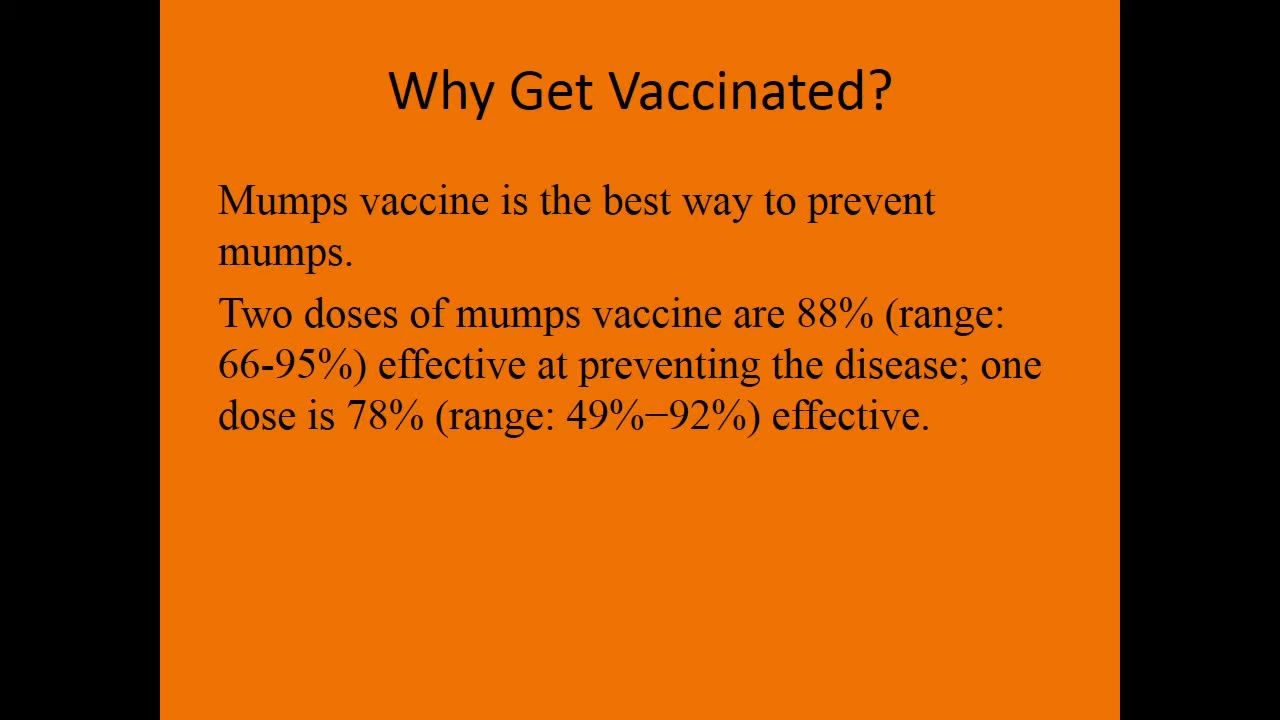 Why Get Vaccinated?
Mumps vaccine is the best way to prevent
mumps.
Two doses of mumps vaccine are 88% (range:
66-95%) effective at preventing the disease; one
dose is 78% (range: 49%−92%) effective.